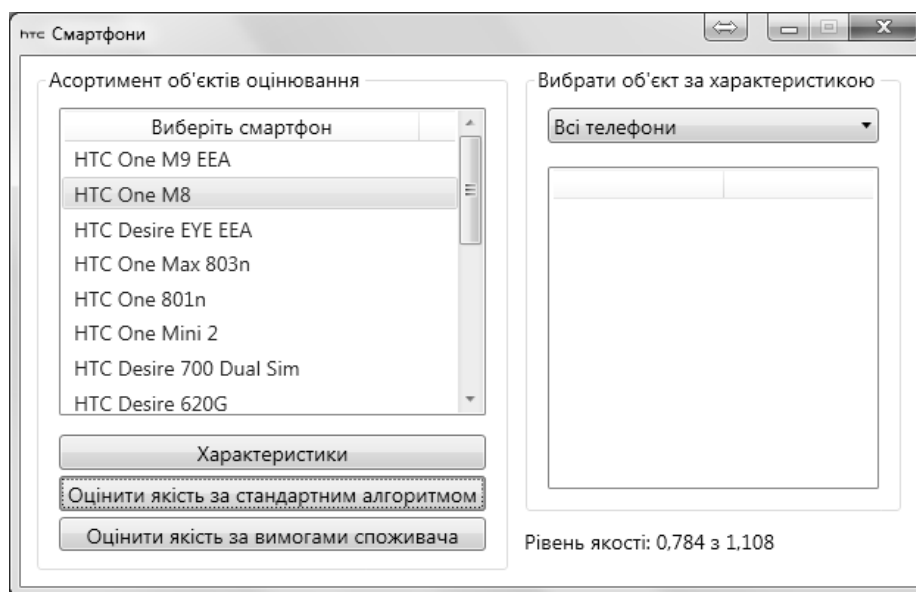 hTC Смартфони
Асортимент об'єктів оцінювання
Виберіть смартфон
HTC One M9 EEA
HTC One M8
HTC Desire EYE EEA
HTC One Max 803n
HTC One 801n
HTC One Mini 2
HTC Desire 700 Dual Sim
HTC Desire 620G
Характеристики
Оцінити якість за стандартним алгоритмом
Оцінити якість за вимогами споживача
Вибрати об'єкт за характеристикою
Всі телефони
Рівень якості: 0,784 з 1,108